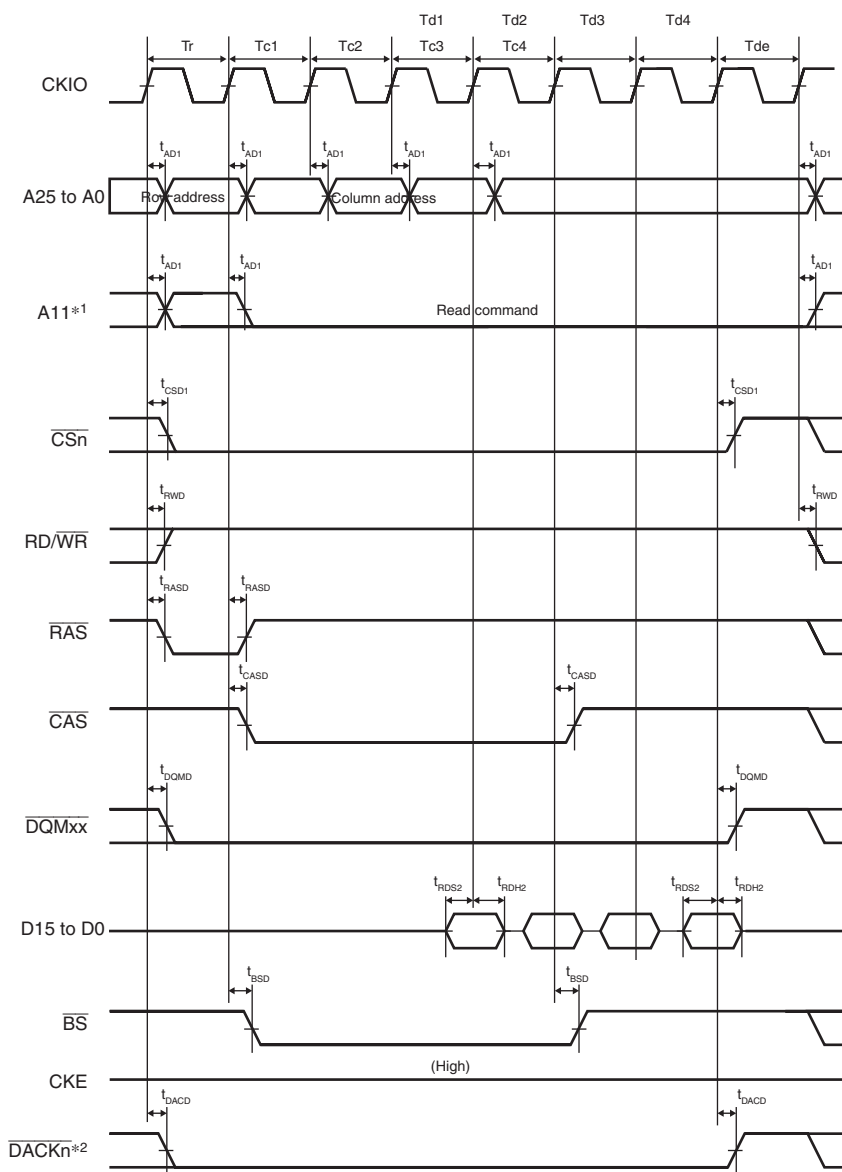 Td1 Td2 Td3 Td4
Tr Tc1 Tc2 Tc3 Tc4 Tde
CKIO
tAD1 tAD1 tAD1 tAD1 tAD1 tAD1
A25 to A0 Row address Column address
tAD1 tAD1 tAD1
A11*1 Read command
tCSD1 tCSD1
CSn
tRWD tRWD
RD/WR
tRASD tRASD
RAS
tCASD tCASD
CAS
tDQMD tDQMD
DQMxx
tRDS2 tRDH2 tRDS2 tRDH2
D15 to D0
tBSD tBSD
BS
(High)
CKE
tDACD tDACD
DACKn*2